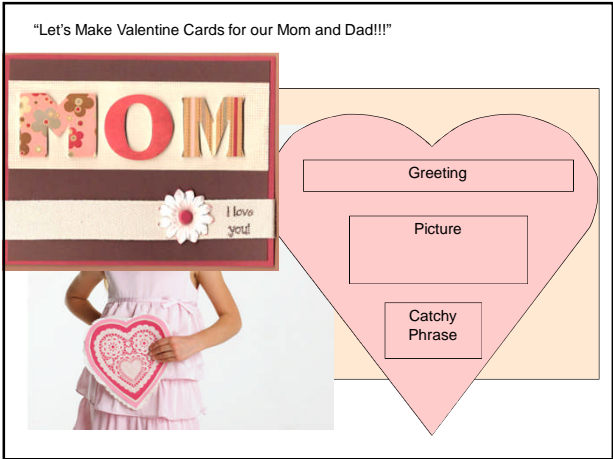 “Let’s Make Valentine Cards for our Mom and Dad!!!”
MOM
I love
you!
Greeting
Picture
Catchy
Phrase